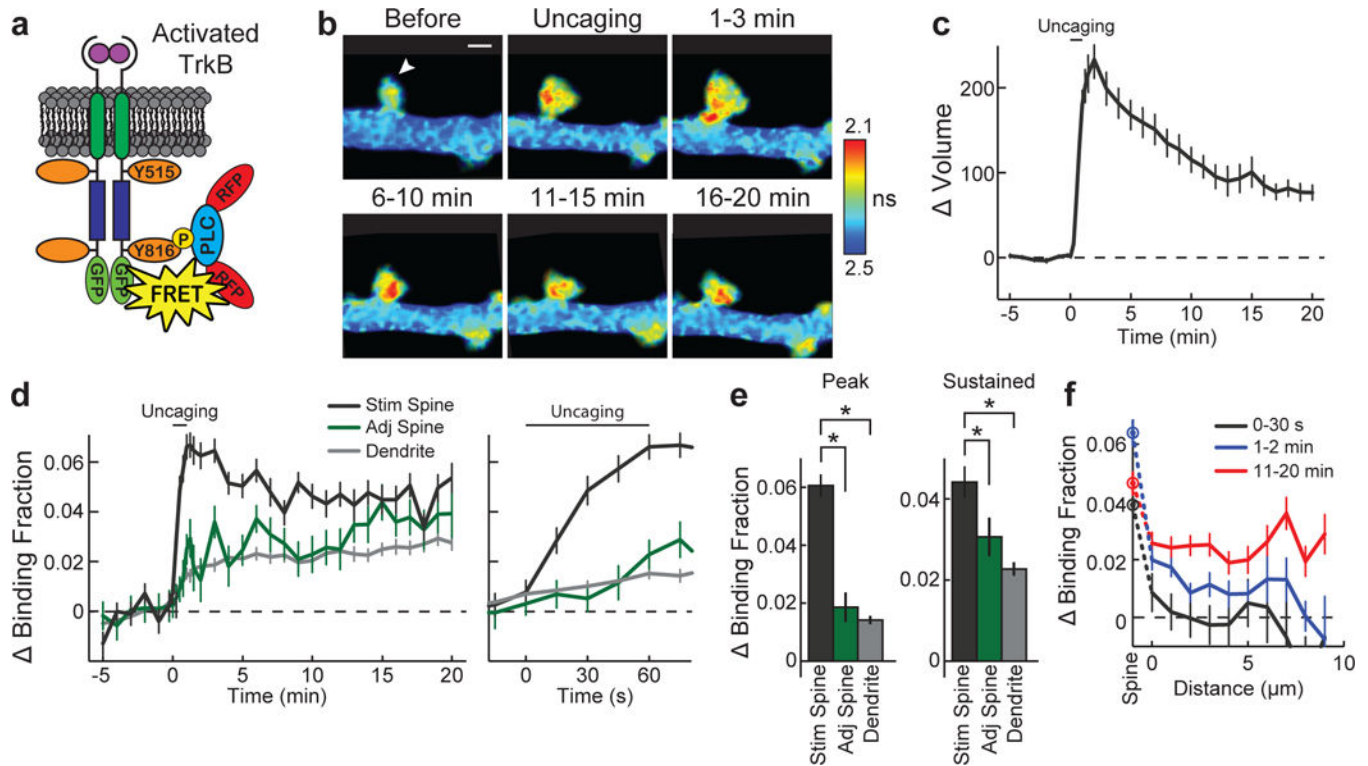 a
Activated
TrkB
Y515
Y816
P
PLC
RFP
RFP
GFP
GFP
FRET
b
Before
Uncaging
1-3 min
6-10 min
11-15 min
16-20 min
2.1
ns
2.5
c
Uncaging
Δ Volume
200
100
0
-5 0 5 10 15 20
Time (min)
d
Uncaging
Stim Spine
Adj Spine
Dendrite
Δ Binding Fraction
0.06
0.04
0.02
0
-5 0 5 10 15 20
Time (min)
Uncaging
0 30 60
Time (s)
e
Peak
Δ Binding Fraction
0.06
0.04
0.02
0
*
*
Stim Spine
Adj Spine
Dendrite
Sustained
0.04
0.02
0
*
*
Stim Spine
Adj Spine
Dendrite
f
0-30 s
1-2 min
11-20 min
Δ Binding Fraction
0.06
0.04
0.02
0
Spine
0 5 10
Distance (μm)